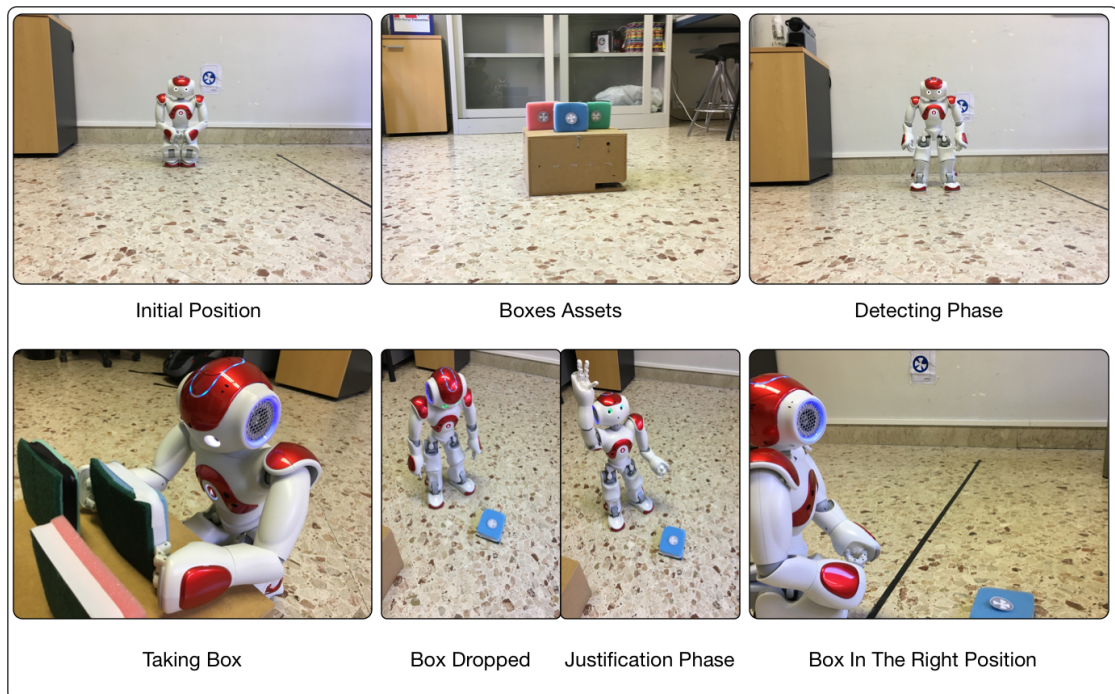 Initial Position
Boxes Assets
Detecting Phase
Taking Box
Box Dropped
Justification Phase
Box In The Right Position